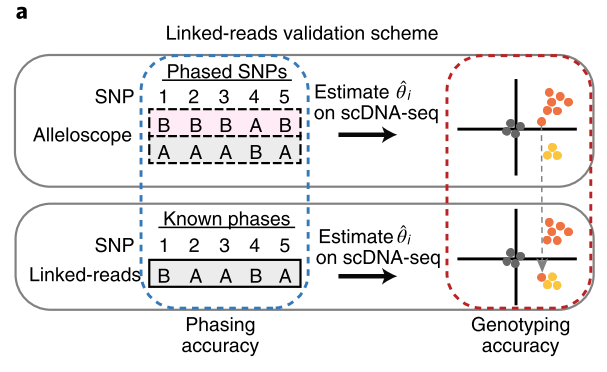 a
Linked-reads validation scheme
Phased SNPs
SNP 1 2 3 4 5
Alleloscope
B B B A B
A A A B A
Estimate θ̂i
on scDNA-seq
Known phases
SNP 1 2 3 4 5
Linked-reads B A A B A
Estimate θ̂i
on scDNA-seq
Phasing
accuracy
Genotyping
accuracy